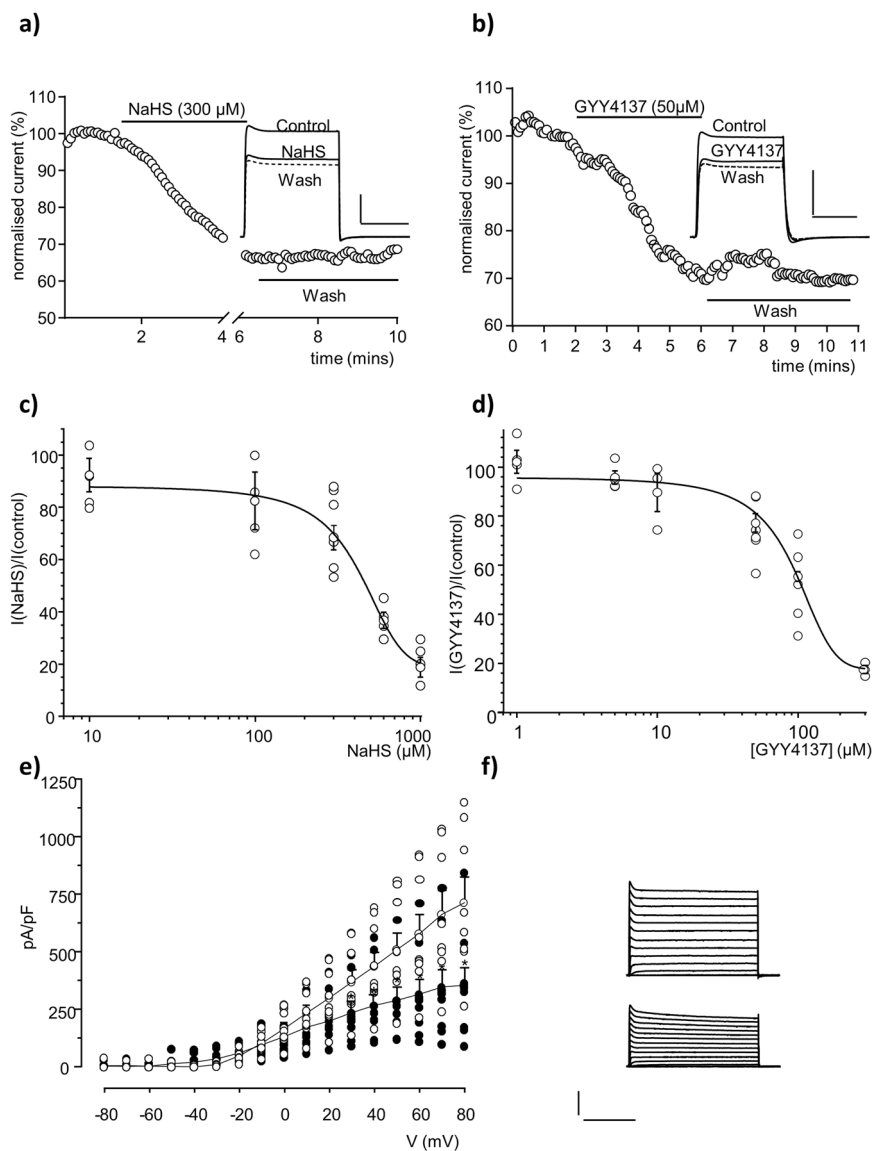 a)
110
100
90
80
70
60
50
normalised current (%)
NaHS (300 µM)
Control
NaHS
Wash
Wash
2
4
6
8
10
time (mins)
b)
110
100
90
80
70
60
normalised current (%)
GYY4137 (50µM)
Control
GYY4137
Wash
Wash
0 1 2 3 4 5 6 7 8 9 10 11
time (mins)
c)
100
80
60
40
20
0
I(NaHS)/I(control)
10 100 1000
NaHS (µM)
d)
100
80
60
40
20
0
I(GYY4137)/I(control)
1 10 100
[GYY4137] (µM)
e)
1250
1000
750
500
250
0
pA/pF
* * * * * *
-80 -60 -40 -20 0 20 40 60 80
V (mV)
f)